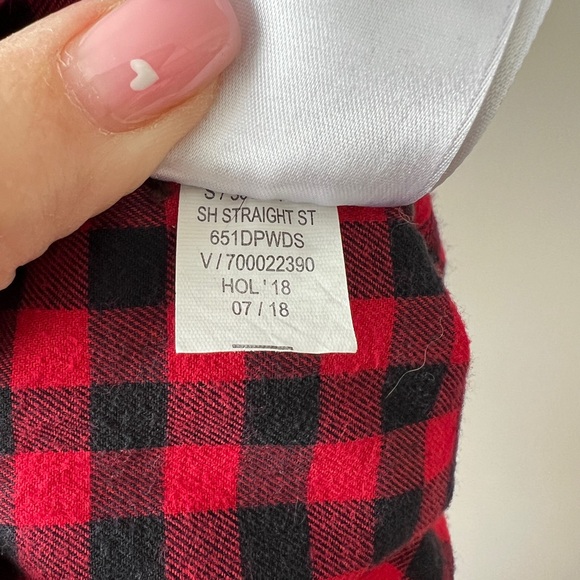 SH STRAIGHT ST
651DPWDS
V / 700022390
HOL ' 18
07 / 18